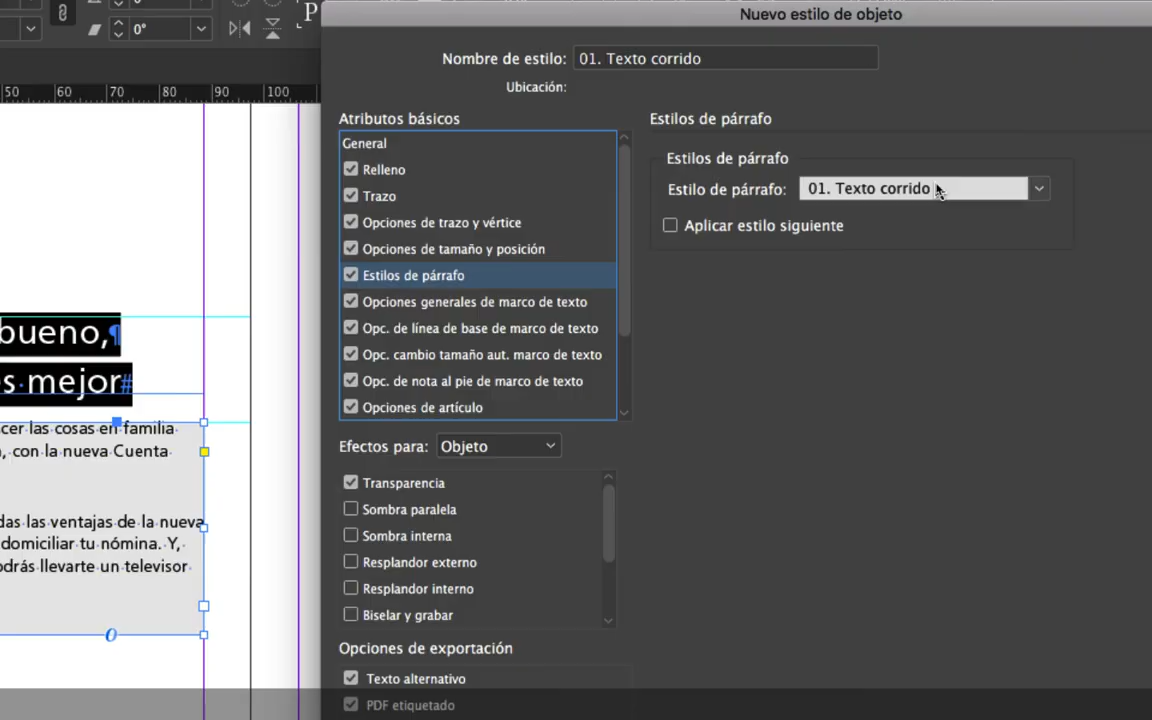 0°
P
Nuevo estilo de objeto
Nombre de estilo: 01. Texto corrido
Ubicación:
50 60 70 80 90 100
Atributos básicos
General
Relleno
Trazo
Opciones de trazo y vértice
Opciones de tamaño y posición
Estilos de párrafo
Opciones generales de marco de texto
Opc. de línea de base de marco de texto
Opc. cambio tamaño aut. marco de texto
Opc. de nota al pie de marco de texto
Opciones de artículo
Estilos de párrafo
Estilos de párrafo
Estilo de párrafo: 01. Texto corrido
Aplicar estilo siguiente
Efectos para: Objeto
Transparencia
Sombra paralela
Sombra interna
Resplandor externo
Resplandor interno
Biselar y grabar
Opciones de exportación
Texto alternativo
PDF etiquetado
bueno,¶
s·mejor#
cer·las·cosas·en·familia·
,·con·la·nueva·Cuenta·
das·las·ventajas·de·la·nueva
domiciliar·tu·nómina.·Y,·
odrás·llevarte·un·televisor·